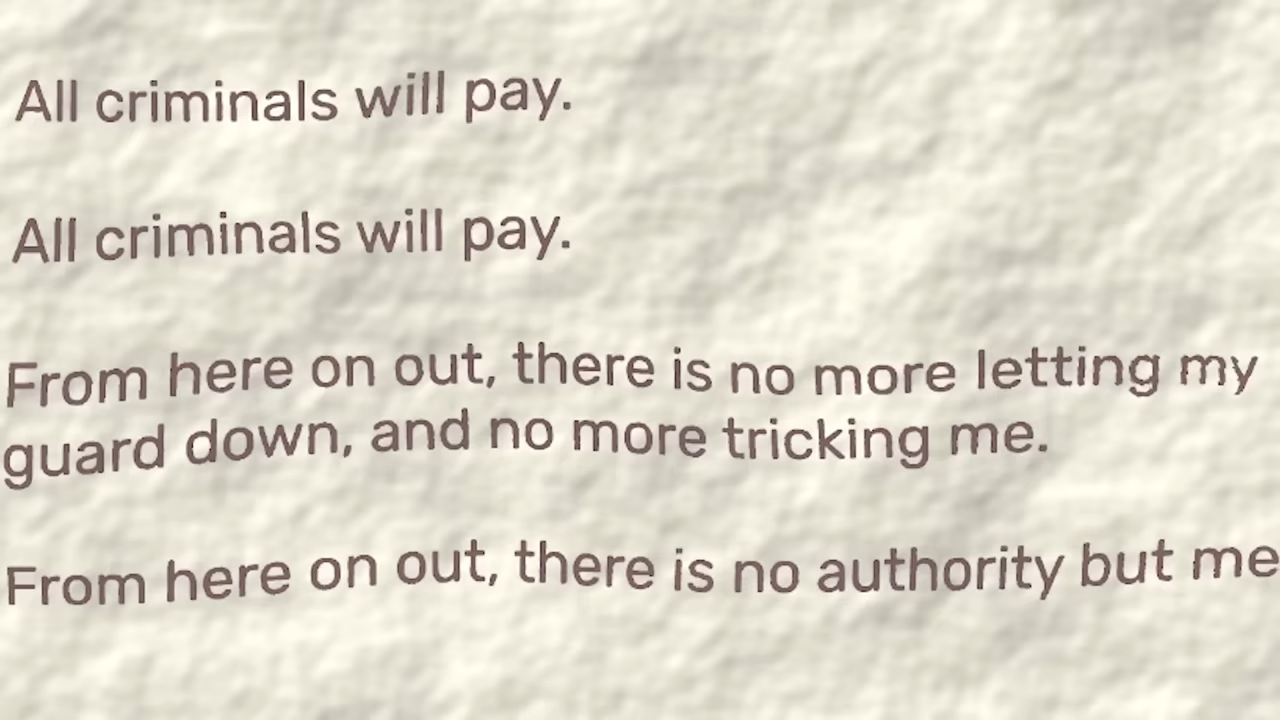 All criminals will pay.
All criminals will pay.
From here on out, there is no more letting my
guard down, and no more tricking me.
From here on out, there is no authority but me